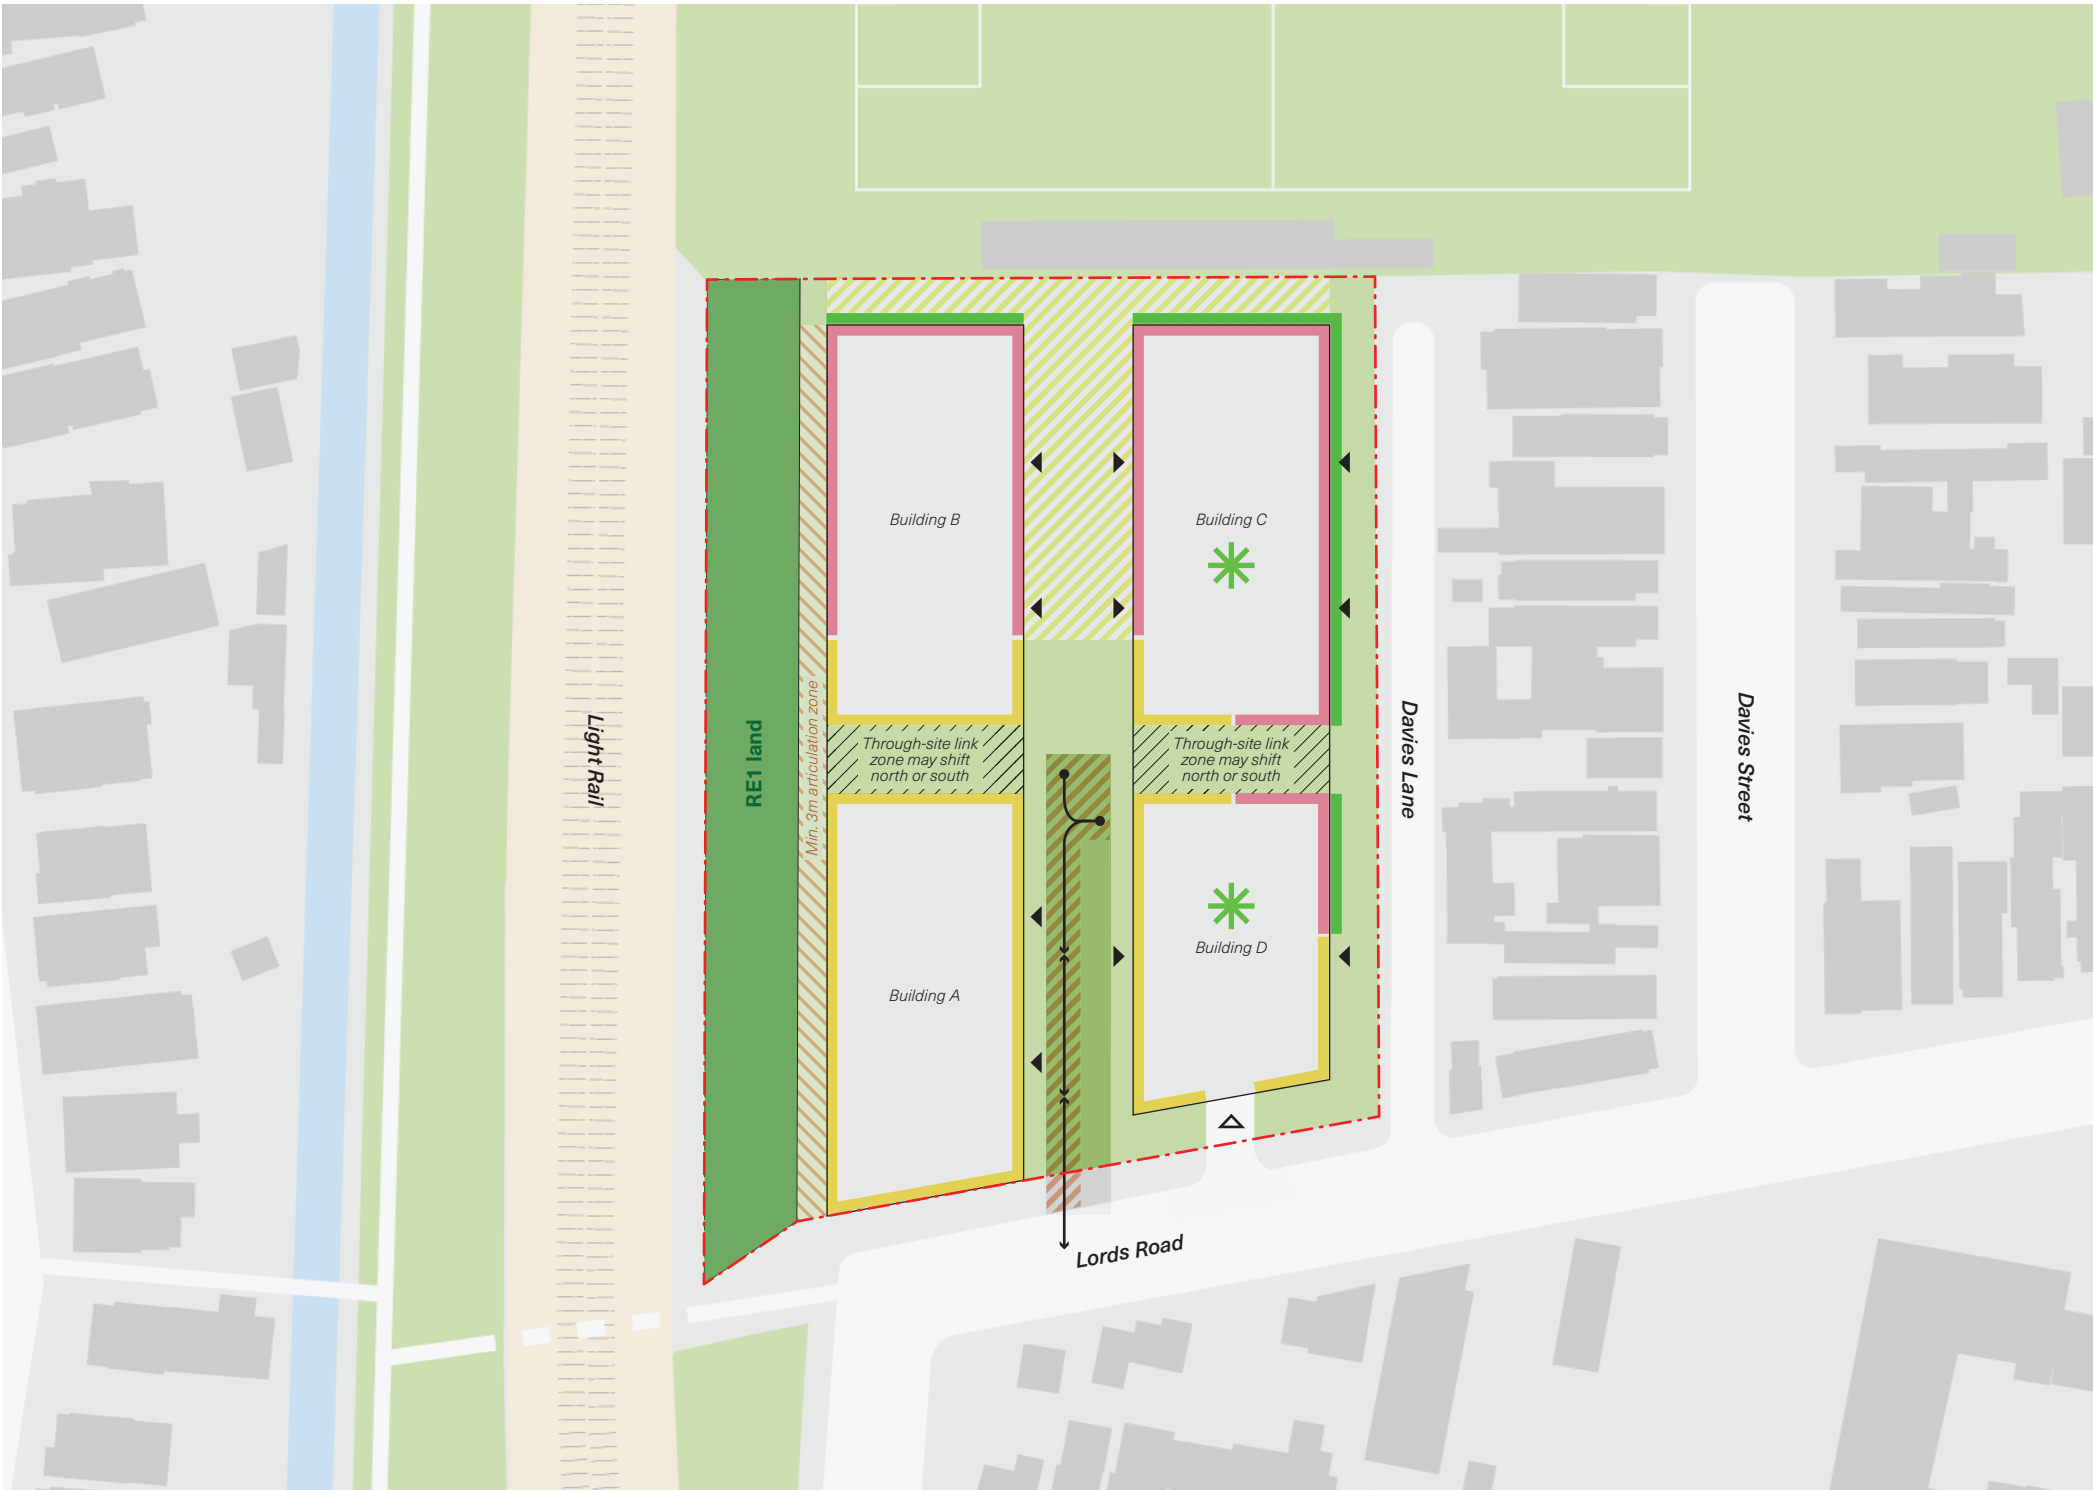 Building B
Building C
Light Rail
RE1 land
Min. 3m articulation zone
Through-site link
zone may shift
north or south
Through-site link
zone may shift
north or south
Davies Lane
Davies Street
Building D
Building A
Lords Road